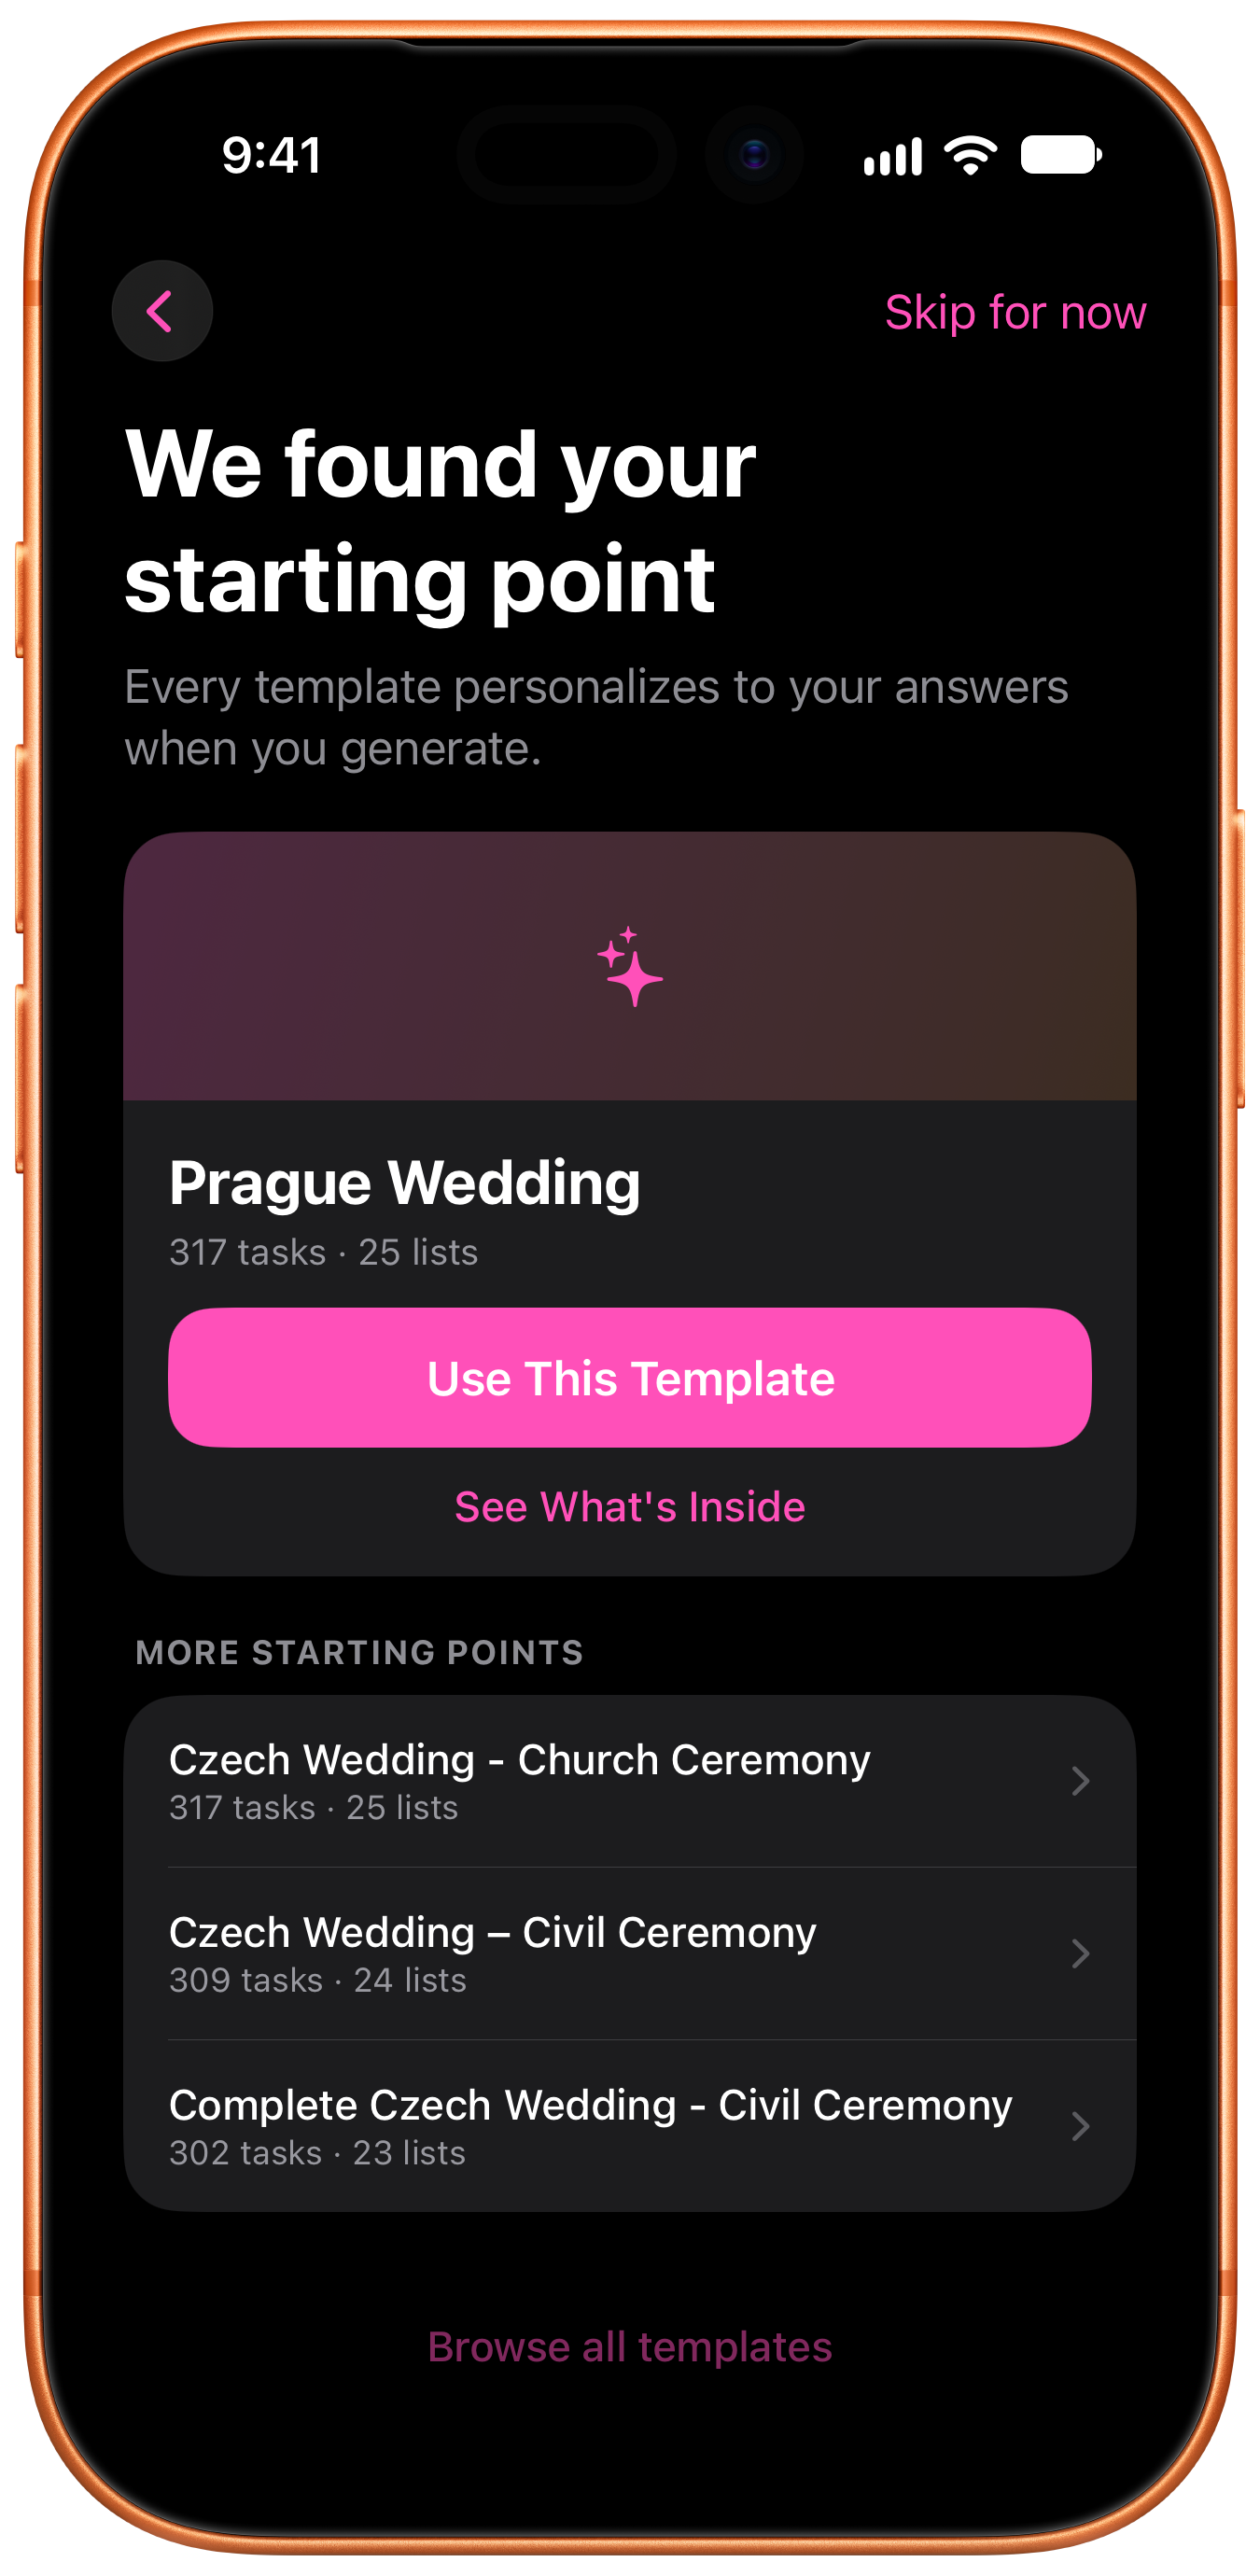 9:41
Skip for now
We found your
starting point
Every template personalizes to your answers
when you generate.
Prague Wedding
317 tasks · 25 lists
Use This Template
See What's Inside
MORE STARTING POINTS
Czech Wedding - Church Ceremony
317 tasks · 25 lists
Czech Wedding – Civil Ceremony
309 tasks · 24 lists
Complete Czech Wedding - Civil Ceremony
302 tasks · 23 lists
Browse all templates